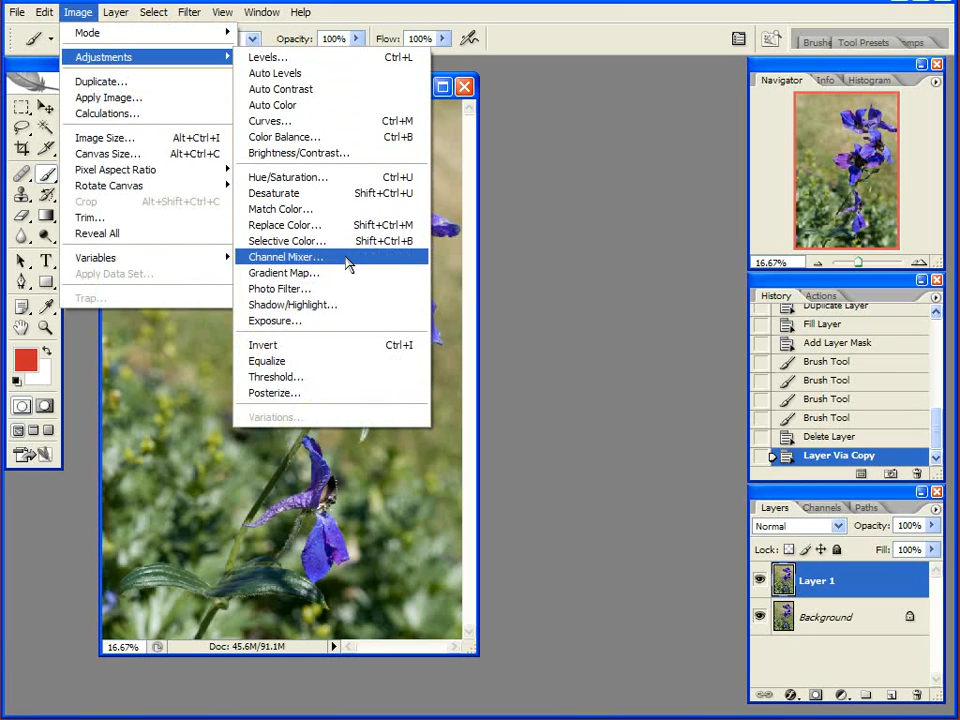 File Edit Image Layer Select Filter View Window Help
Opacity: 100% Flow: 100%
Brushe Tool Presets omps
Mode
Adjustments
Duplicate...
Apply Image...
Calculations...
Image Size... Alt+Ctrl+I
Canvas Size... Alt+Ctrl+C
Pixel Aspect Ratio
Rotate Canvas
Crop Alt+Shift+Ctrl+C
Trim...
Reveal All
Variables
Apply Data Set...
Trap...
Levels... Ctrl+L
Auto Levels
Auto Contrast
Auto Color
Curves... Ctrl+M
Color Balance... Ctrl+B
Brightness/Contrast...
Hue/Saturation... Ctrl+U
Desaturate Shift+Ctrl+U
Match Color...
Replace Color... Shift+Ctrl+M
Selective Color... Shift+Ctrl+B
Channel Mixer...
Gradient Map...
Photo Filter...
Shadow/Highlight...
Exposure...
Invert Ctrl+I
Equalize
Threshold...
Posterize...
Variations...
16.67% Doc: 45.6M/91.1M
Navigator Info Histogram
16.67%
History Actions
Duplicate Layer
Fill Layer
Add Layer Mask
Brush Tool
Brush Tool
Brush Tool
Brush Tool
Delete Layer
Layer Via Copy
Layers Channels Paths
Normal Opacity: 100%
Lock: Fill: 100%
Layer 1
Background